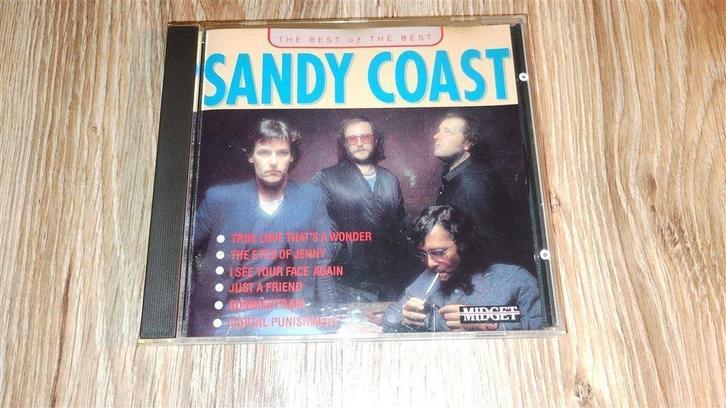 THE BEST of THE BEST
SANDY COAST
TRUE LOVE THAT'S A WONDER
THE EYES OF JENNY
I SEE YOUR FACE AGAIN
JUST A FRIEND
SUMMERTRAIN
CAPITAL PUNISHMENT
MIDGET